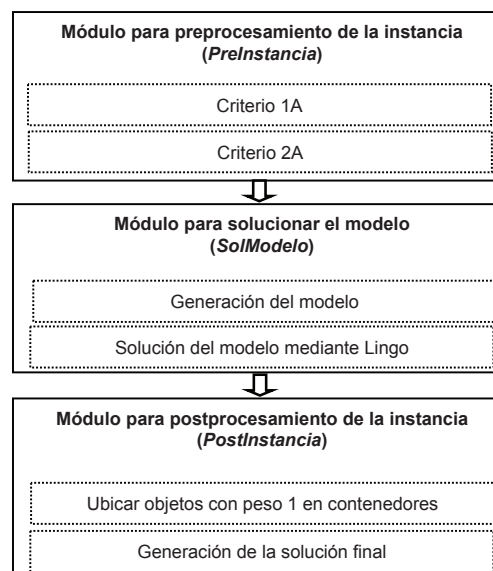 Módulo para preprocesamiento de la instancia
(PreInstancia)
Criterio 1A
Criterio 2A
Módulo para solucionar el modelo
(SolModelo)
Generación del modelo
Solución del modelo mediante Lingo
Módulo para postprocesamiento de la instancia
(PostInstancia)
Ubicar objetos con peso 1 en contenedores
Generación de la solución final